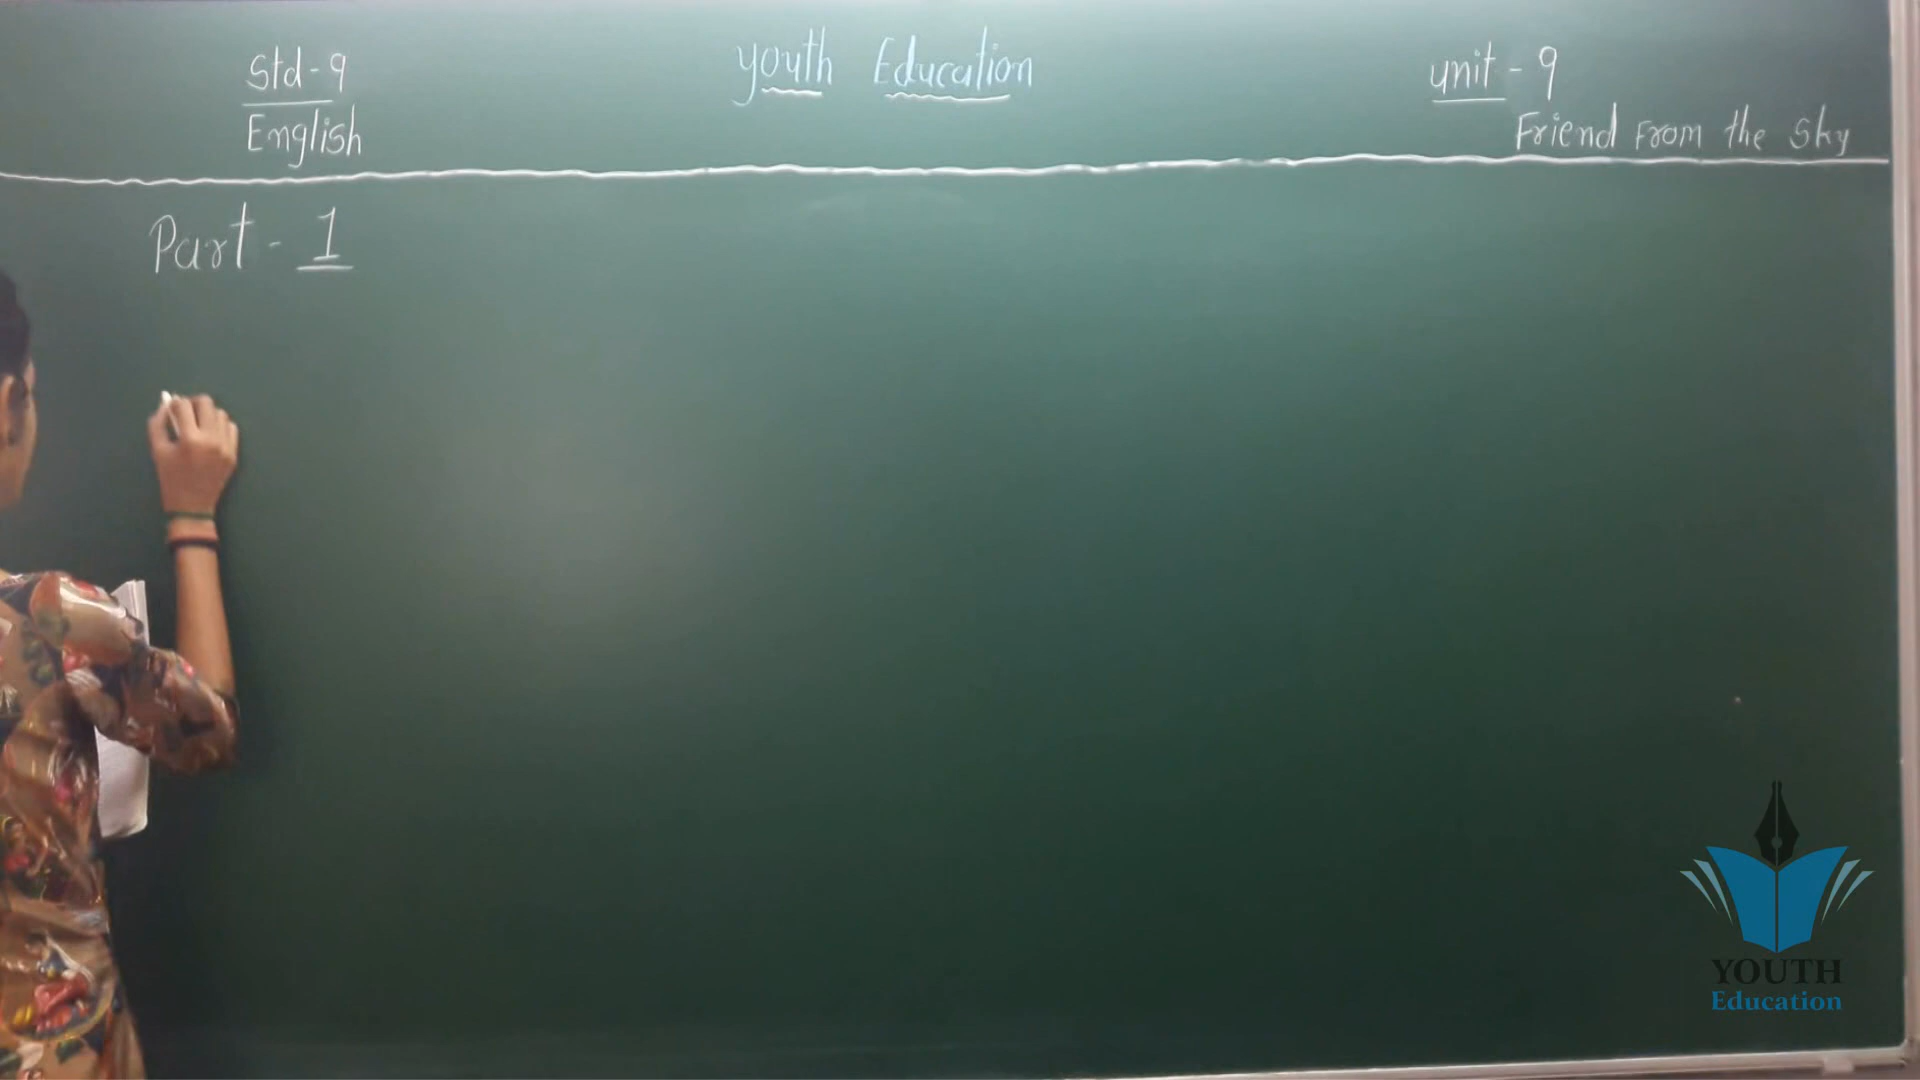 Std-9
English
youth Education
unit - 9
Friend From the Sky
Part - 1
YOUTH
Education